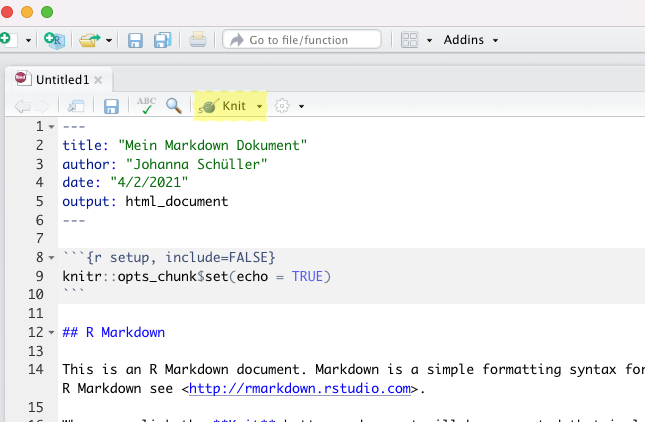 Go to file/function
Addins
Untitled1
ABC
Knit
1 ---
2 title: "Mein Markdown Dokument"
3 author: "Johanna Schüller"
4 date: "4/2/2021"
5 output: html_document
6 ---
7
8 ```{r setup, include=FALSE}
9 knitr::opts_chunk$set(echo = TRUE)
10 ```
11
12 ## R Markdown
13
14 This is an R Markdown document. Markdown is a simple formatting syntax for
R Markdown see <http://rmarkdown.rstudio.com>.
15